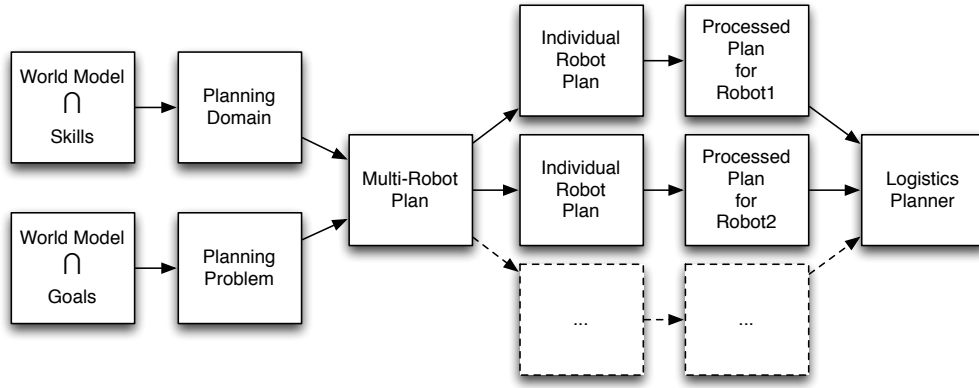 World Model
∩
Skills
Planning
Domain
World Model
∩
Goals
Planning
Problem
Multi-Robot
Plan
Individual
Robot
Plan
Processed
Plan
for
Robot1
Individual
Robot
Plan
Processed
Plan
for
Robot2
...
...
Logistics
Planner